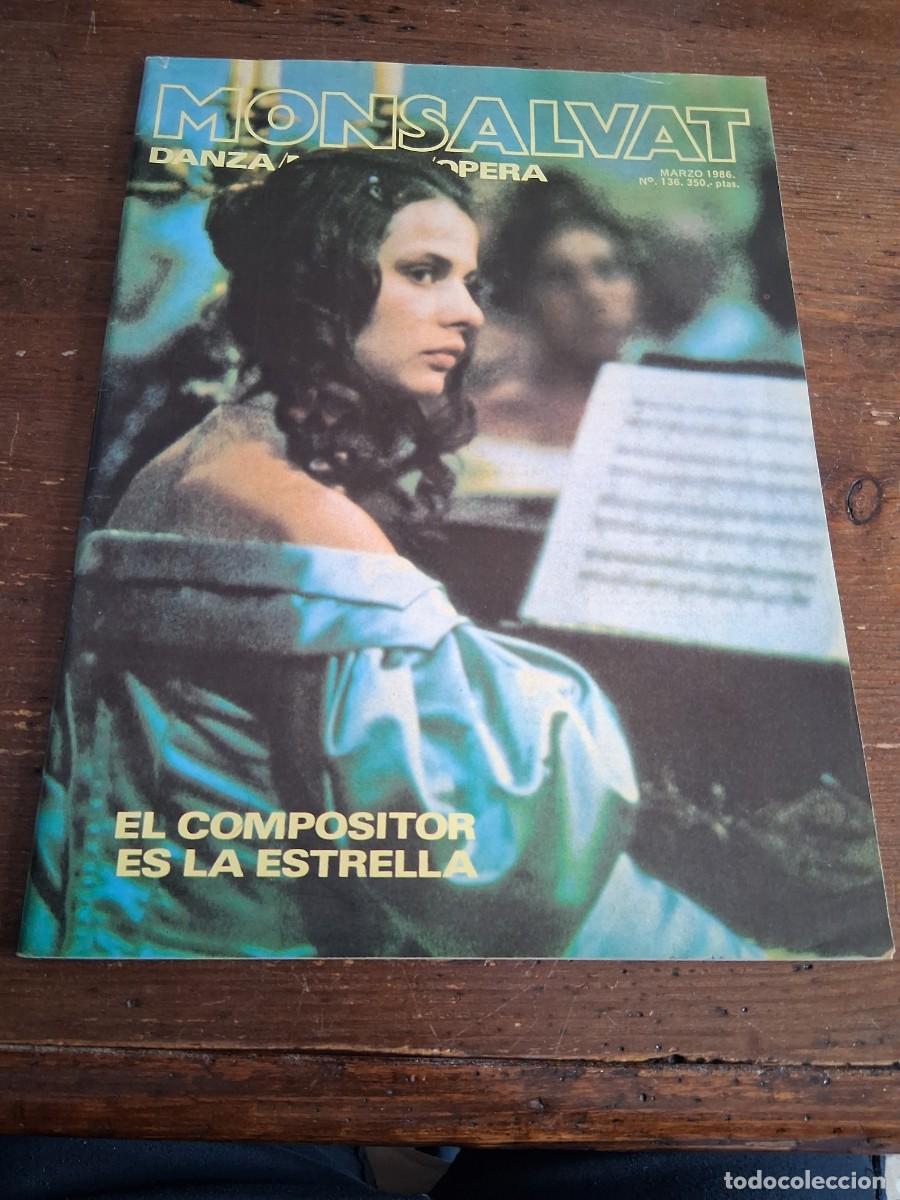 MONSALVAT
DANZA/ /OPERA
MARZO 1986.
Nº. 136. 350,- ptas.
EL COMPOSITOR
ES LA ESTRELLA
todocoleccion